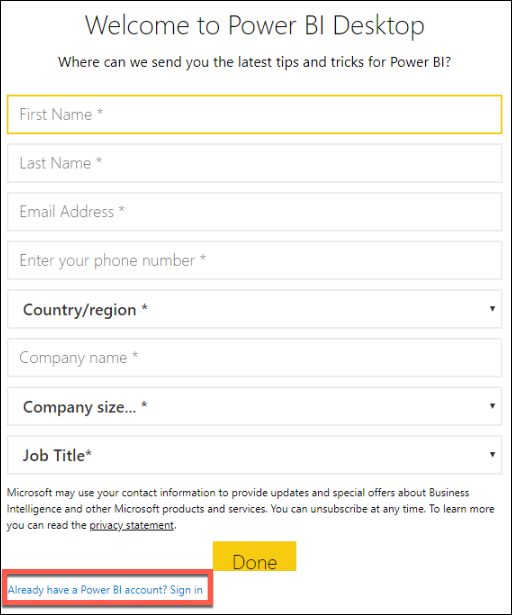 Welcome to Power BI Desktop
Where can we send you the latest tips and tricks for Power BI?
First Name *
Last Name *
Email Address *
Enter your phone number *
Country/region *
Company name *
Company size... *
Job Title*
Microsoft may use your contact information to provide updates and special offers about Business
Intelligence and other Microsoft products and services. You can unsubscribe at any time. To learn more
you can read the privacy statement.
Done
Already have a Power BI account? Sign in